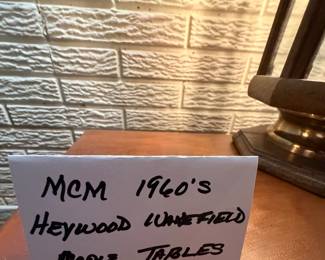 MCM 1960's
HEYWOOD WAKEFIELD
TABLES